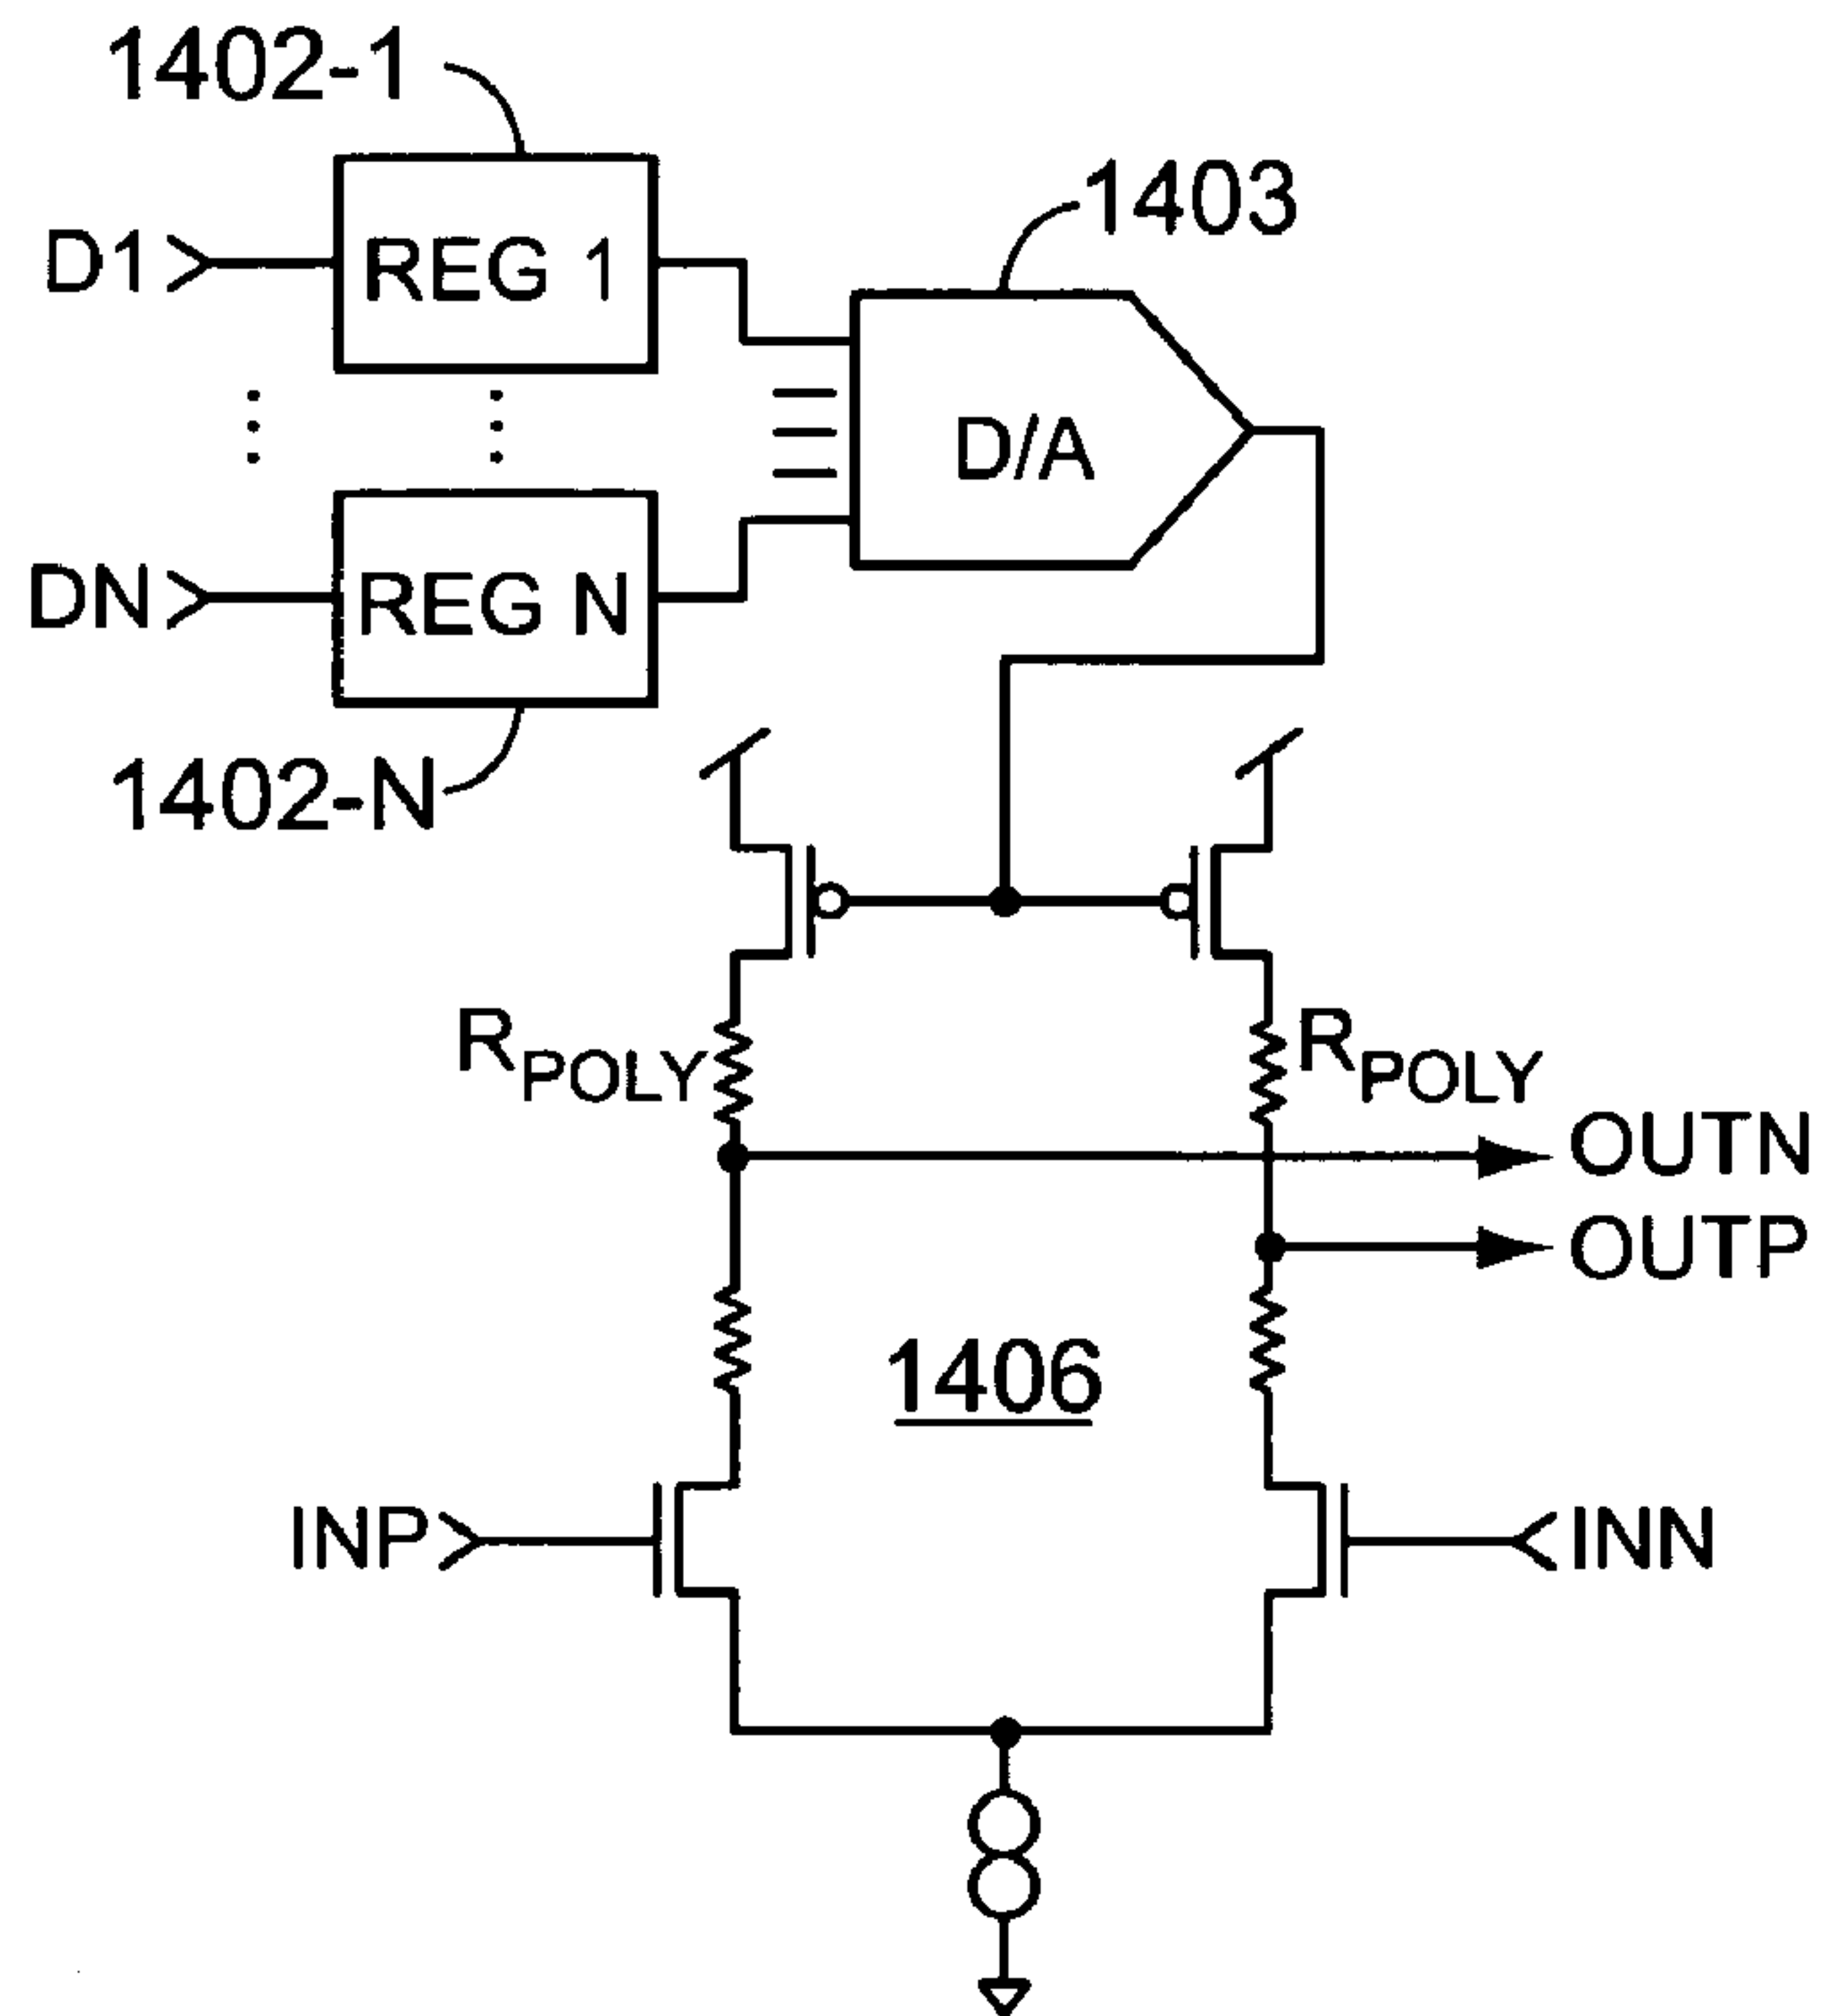 1402-1
1403
D1
REG 1
D/A
DN
REG N
1402-N
RPOLY
RPOLY
OUTN
OUTP
1406
INP
INN